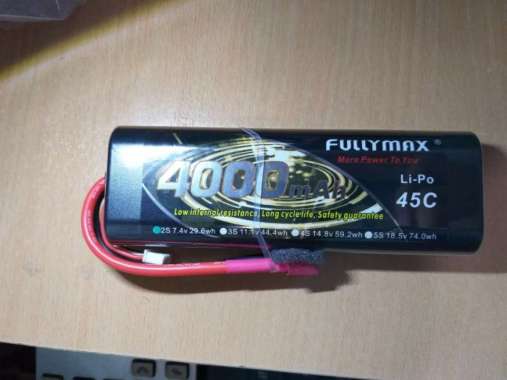 FULLYMAX ®
More Power To You
4000mAh
Li-Po
45C
Low internal resistance, Long cycle life, Safety guarantee
2S 7.4v 29.6wh 3S 11.1v 44.4wh 4S 14.8v 59.2wh 5S 18.5v 74.0wh